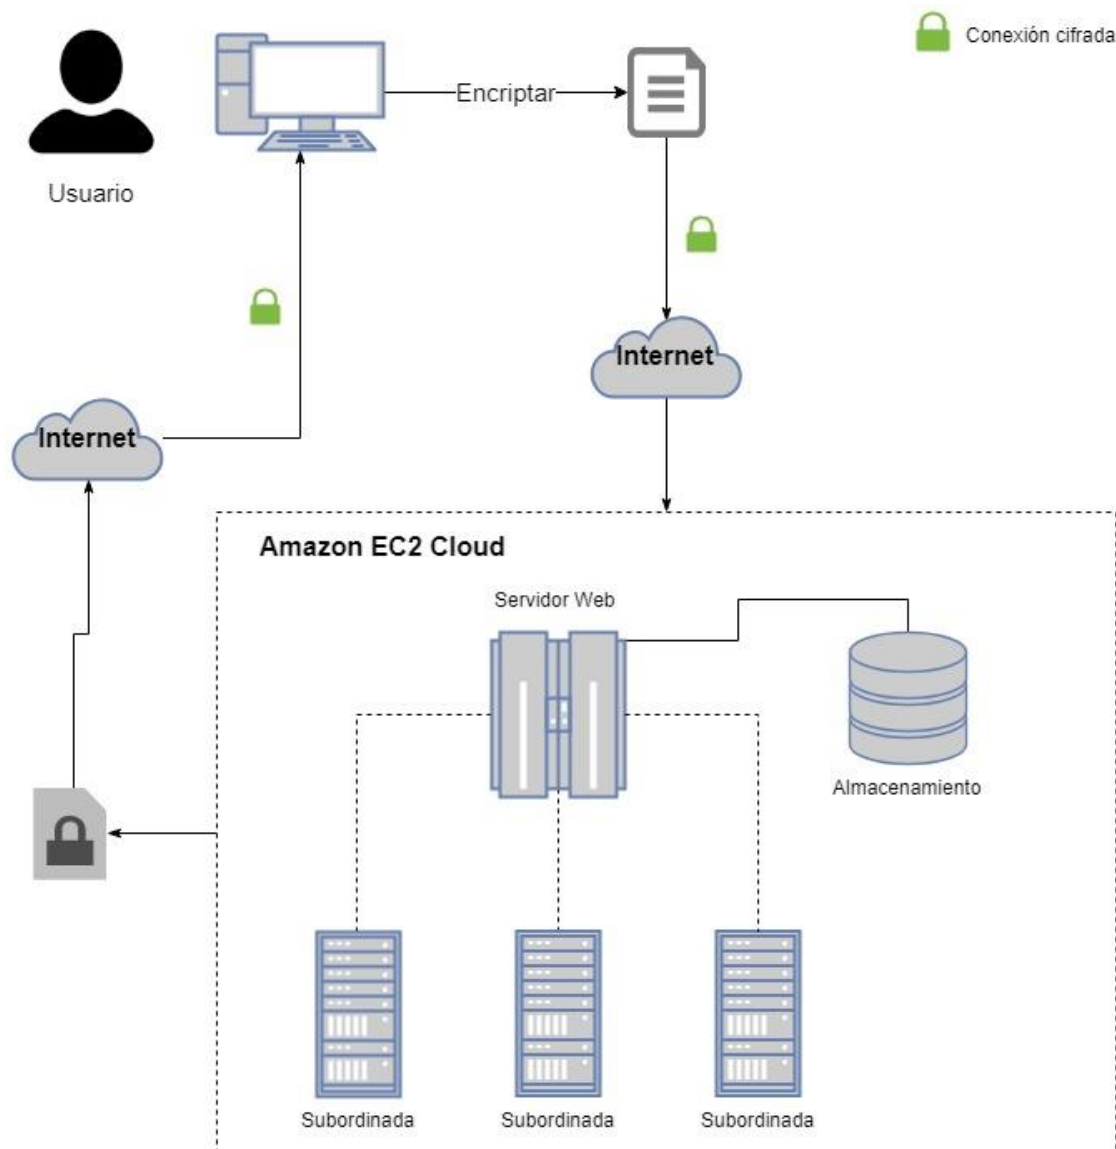 Conexión cifrada
Encriptar
Usuario
Internet
Internet
Amazon EC2 Cloud
Servidor Web
Almacenamiento
Subordinada
Subordinada
Subordinada